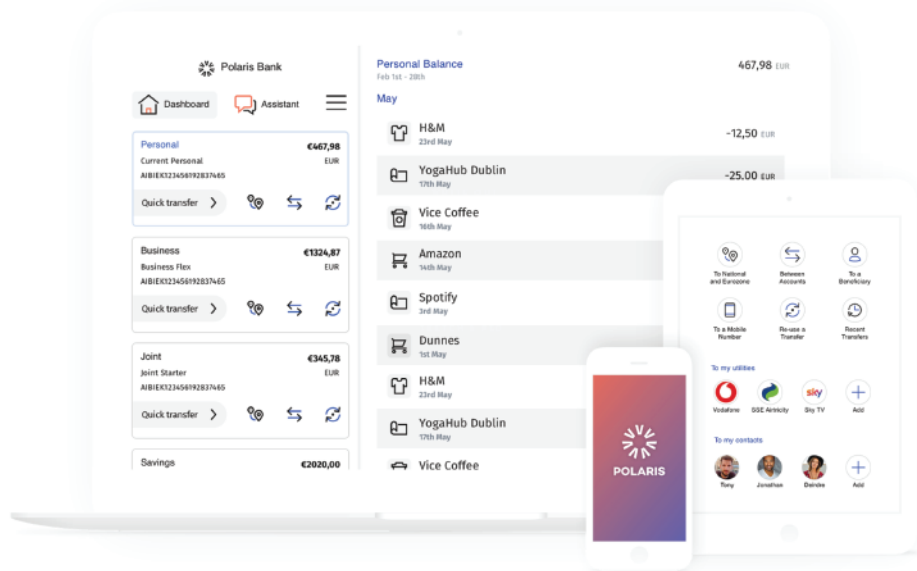 Polaris Bank
Dashboard
Assistant
Personal
€467,98
Current Personal
EUR
AIBIEK123456192837465
Quick transfer
Business
€1324,87
Business Flex
EUR
AIBIEK123456192837465
Quick transfer
Joint
€345,78
Joint Starter
EUR
AIBIEK123456192837465
Quick transfer
Savings
€2020,00
Personal Balance
467,98 EUR
Feb 1st - 28th
May
H&M
-12,50 EUR
23rd May
YogaHub Dublin
-25,00 EUR
17th May
Vice Coffee
16th May
Amazon
14th May
Spotify
3rd May
Dunnes
1st May
H&M
23rd May
YogaHub Dublin
17th May
Vice Coffee
POLARIS
To National
and Eurozone
Between
Accounts
To a
Beneficiary
To a Mobile
Number
Re-use a
Transfer
Recent
Transfers
To my utilities
Vodafone
SSE Airtricity
sky
Sky TV
Add
To my contacts
Tony
Jonathan
Deirdre
Add